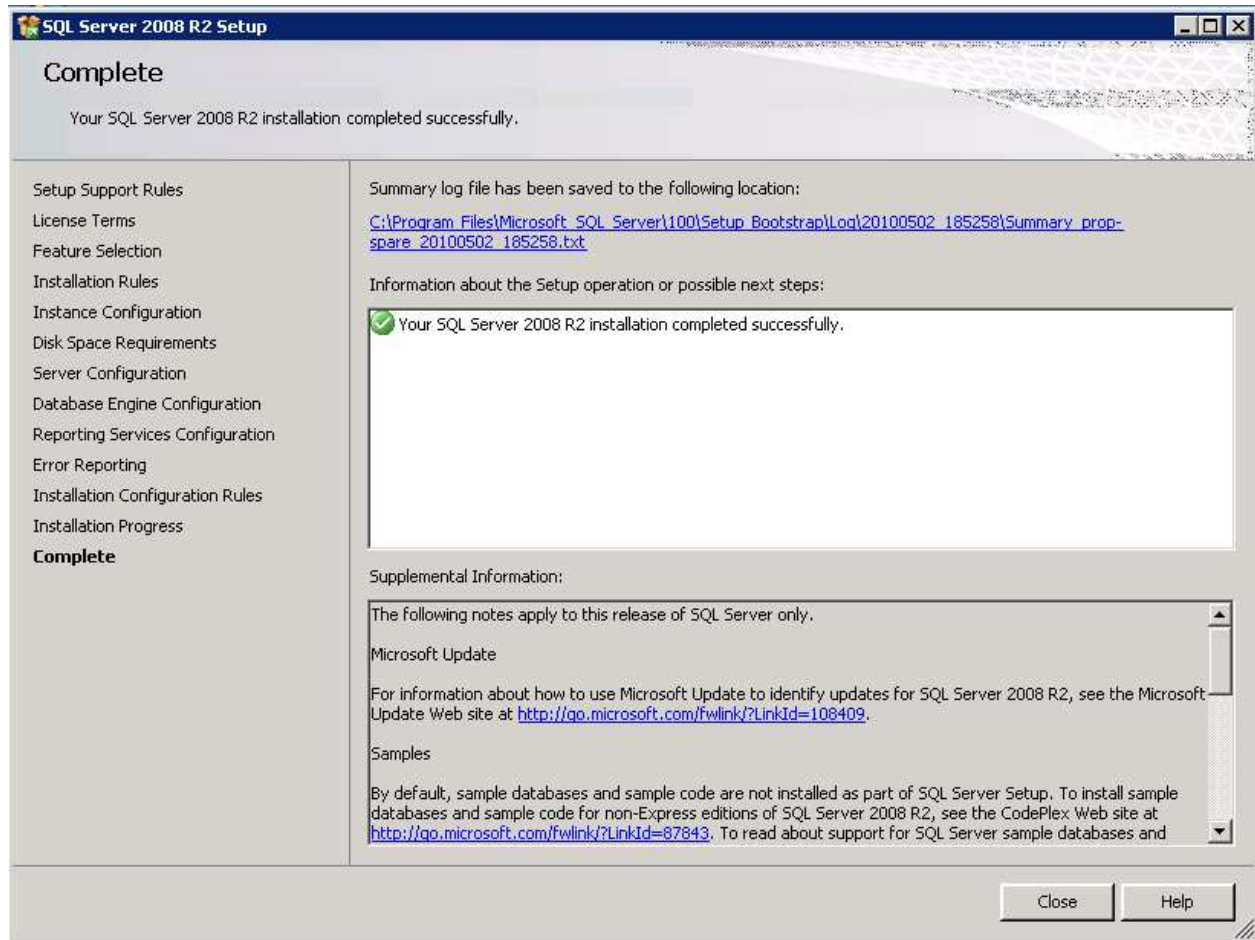 SQL Server 2008 R2 Setup
Complete
Your SQL Server 2008 R2 installation completed successfully.
Setup Support Rules
License Terms
Feature Selection
Installation Rules
Instance Configuration
Disk Space Requirements
Server Configuration
Database Engine Configuration
Reporting Services Configuration
Error Reporting
Installation Configuration Rules
Installation Progress
Complete
Summary log file has been saved to the following location:
C:\Program Files\Microsoft SQL Server\100\Setup Bootstrap\Log\20100502_185258\Summary_prop-
spare_20100502_185258.txt
Information about the Setup operation or possible next steps:
Your SQL Server 2008 R2 installation completed successfully.
Supplemental Information:
The following notes apply to this release of SQL Server only.
Microsoft Update
For information about how to use Microsoft Update to identify updates for SQL Server 2008 R2, see the Microsoft
Update Web site at http://go.microsoft.com/fwlink/?LinkId=108409.
Samples
By default, sample databases and sample code are not installed as part of SQL Server Setup. To install sample
databases and sample code for non-Express editions of SQL Server 2008 R2, see the CodePlex Web site at
http://go.microsoft.com/fwlink/?LinkId=87843. To read about support for SQL Server sample databases and
Close
Help